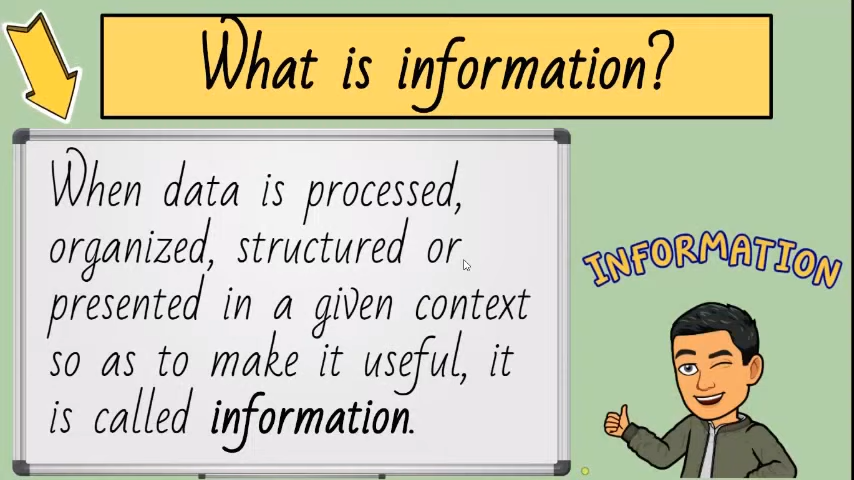 What is information?
When data is processed,
organized, structured or
presented in a given context
so as to make it useful, it
is called information.
INFORMATION